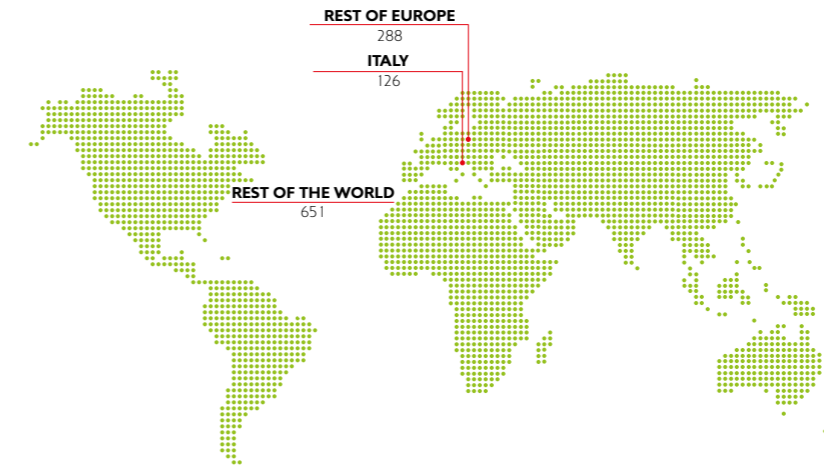 REST OF EUROPE
288
ITALY
126
REST OF THE WORLD
651